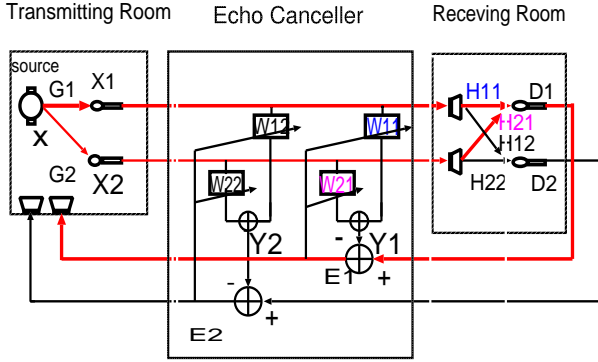 Transmitting Room
Echo Canceller
Receving Room
source
G1
X1
x
G2
X2
W12
W11
W22
W21
H11
D1
H21
H12
H22
D2
Y2
-
Y1
E1
+
-
+
E2